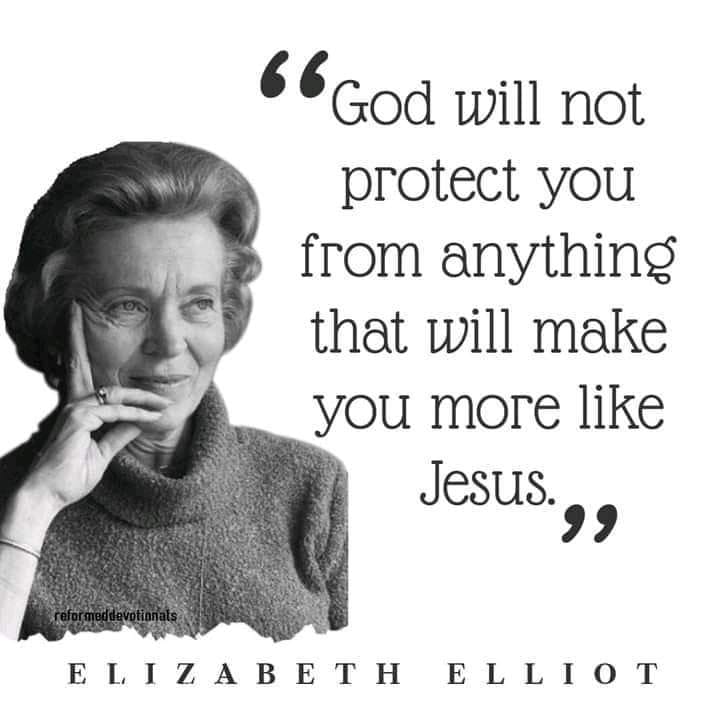 “God will not
protect you
from anything
that will make
you more like
Jesus.”
reformeddevotionals
ELIZABETH ELLIOT